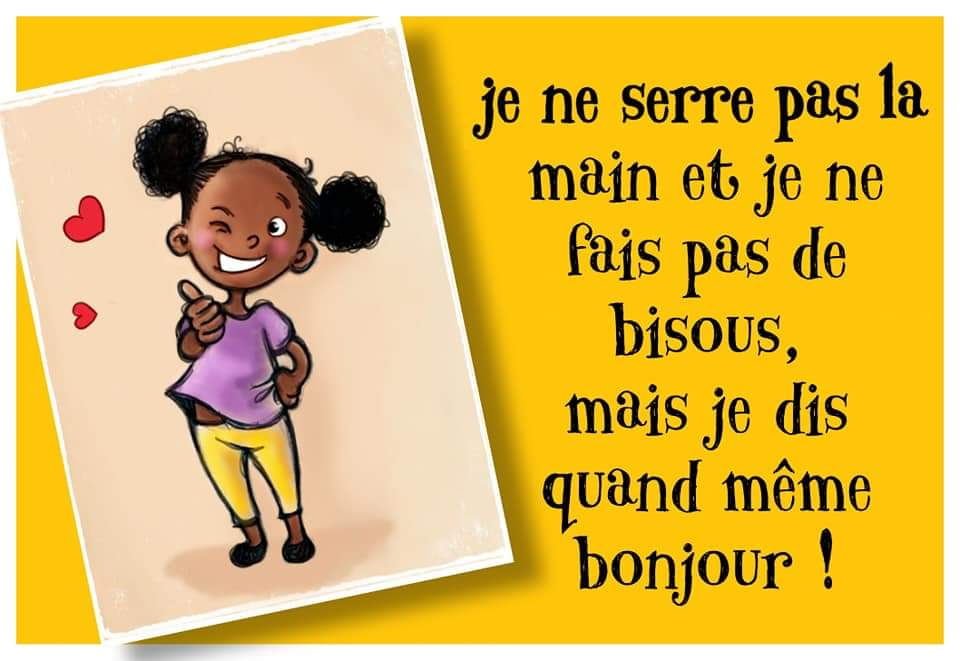 je ne serre pas la
main et je ne
fais pas de
bisous,
mais je dis
quand même
bonjour !